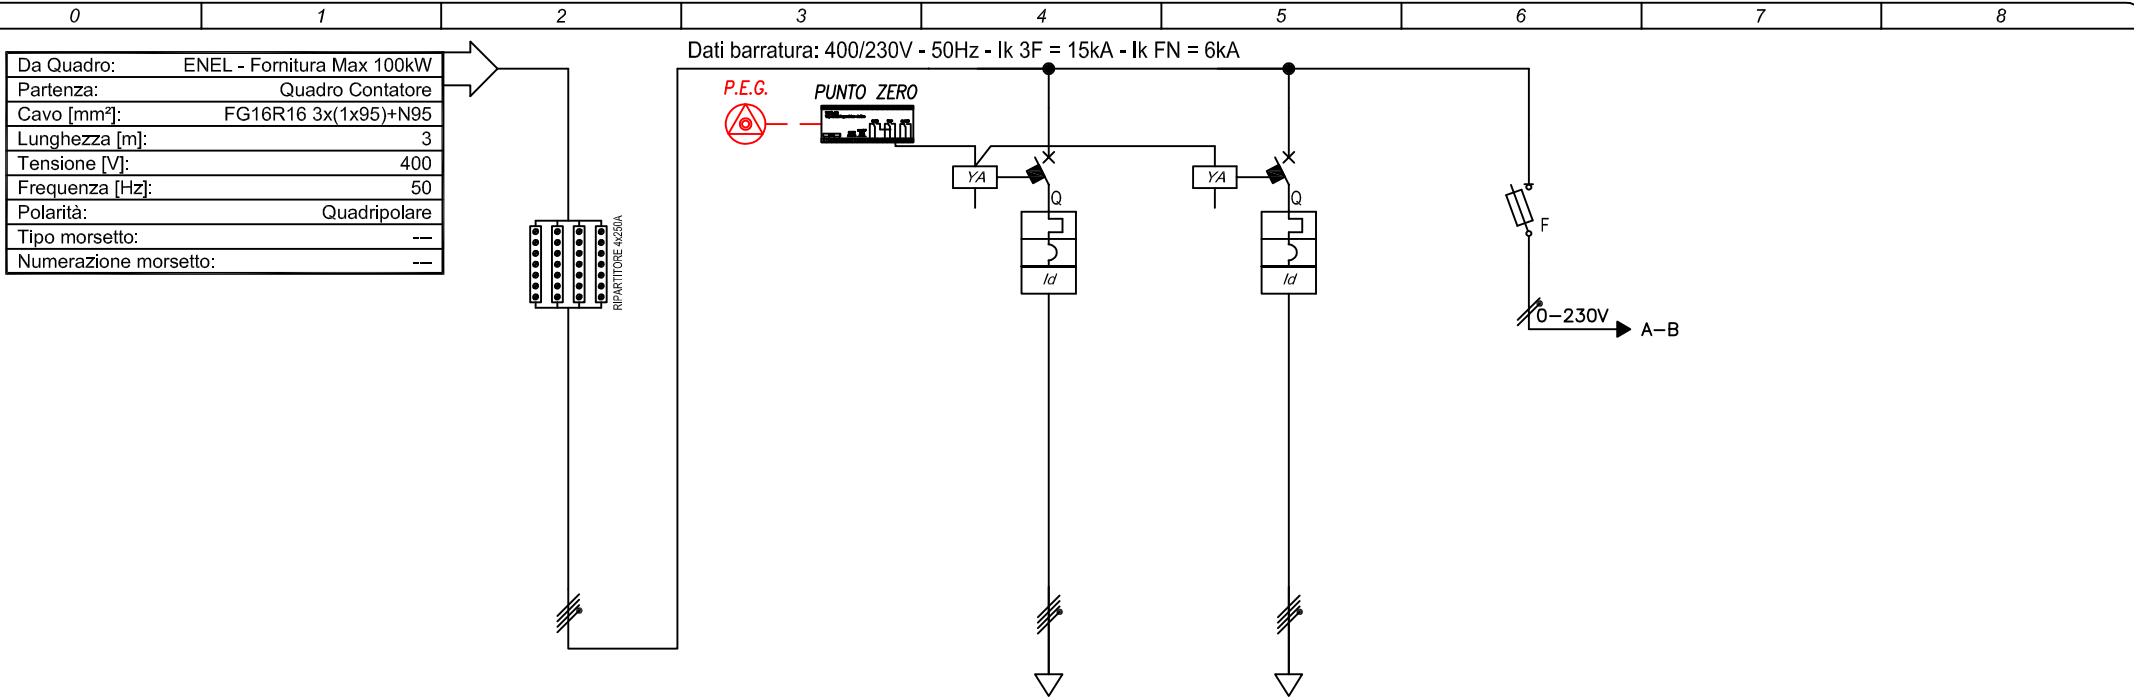 0 1 2 3 4 5 6 7 8
Dati barratura: 400/230V - 50Hz - Ik 3F = 15kA - Ik FN = 6kA
Da Quadro: ENEL - Fornitura Max 100kW
Partenza: Quadro Contatore
Cavo [mm²]: FG16R16 3x(1x95)+N95
Lunghezza [m]: 3
Tensione [V]: 400
Frequenza [Hz]: 50
Polarità: Quadripolare
Tipo morsetto: ---
Numerazione morsetto: ---
RIPARTITORE 4x250A
P.E.G.
PUNTO ZERO
YA
Q
Id
YA
Q
Id
F
0-230V
A-B